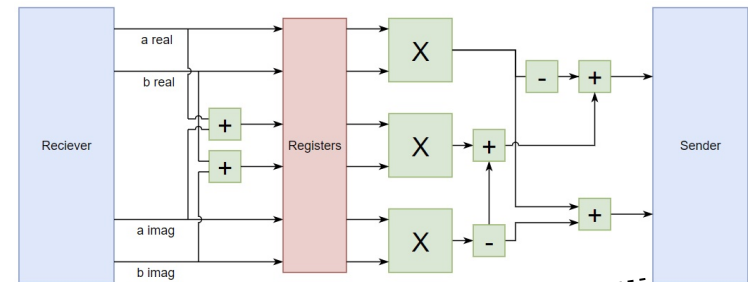 a real
b real
Reciever
+
+
a imag
b imag
Registers
X
X
X
+
-
-
+
+
Sender